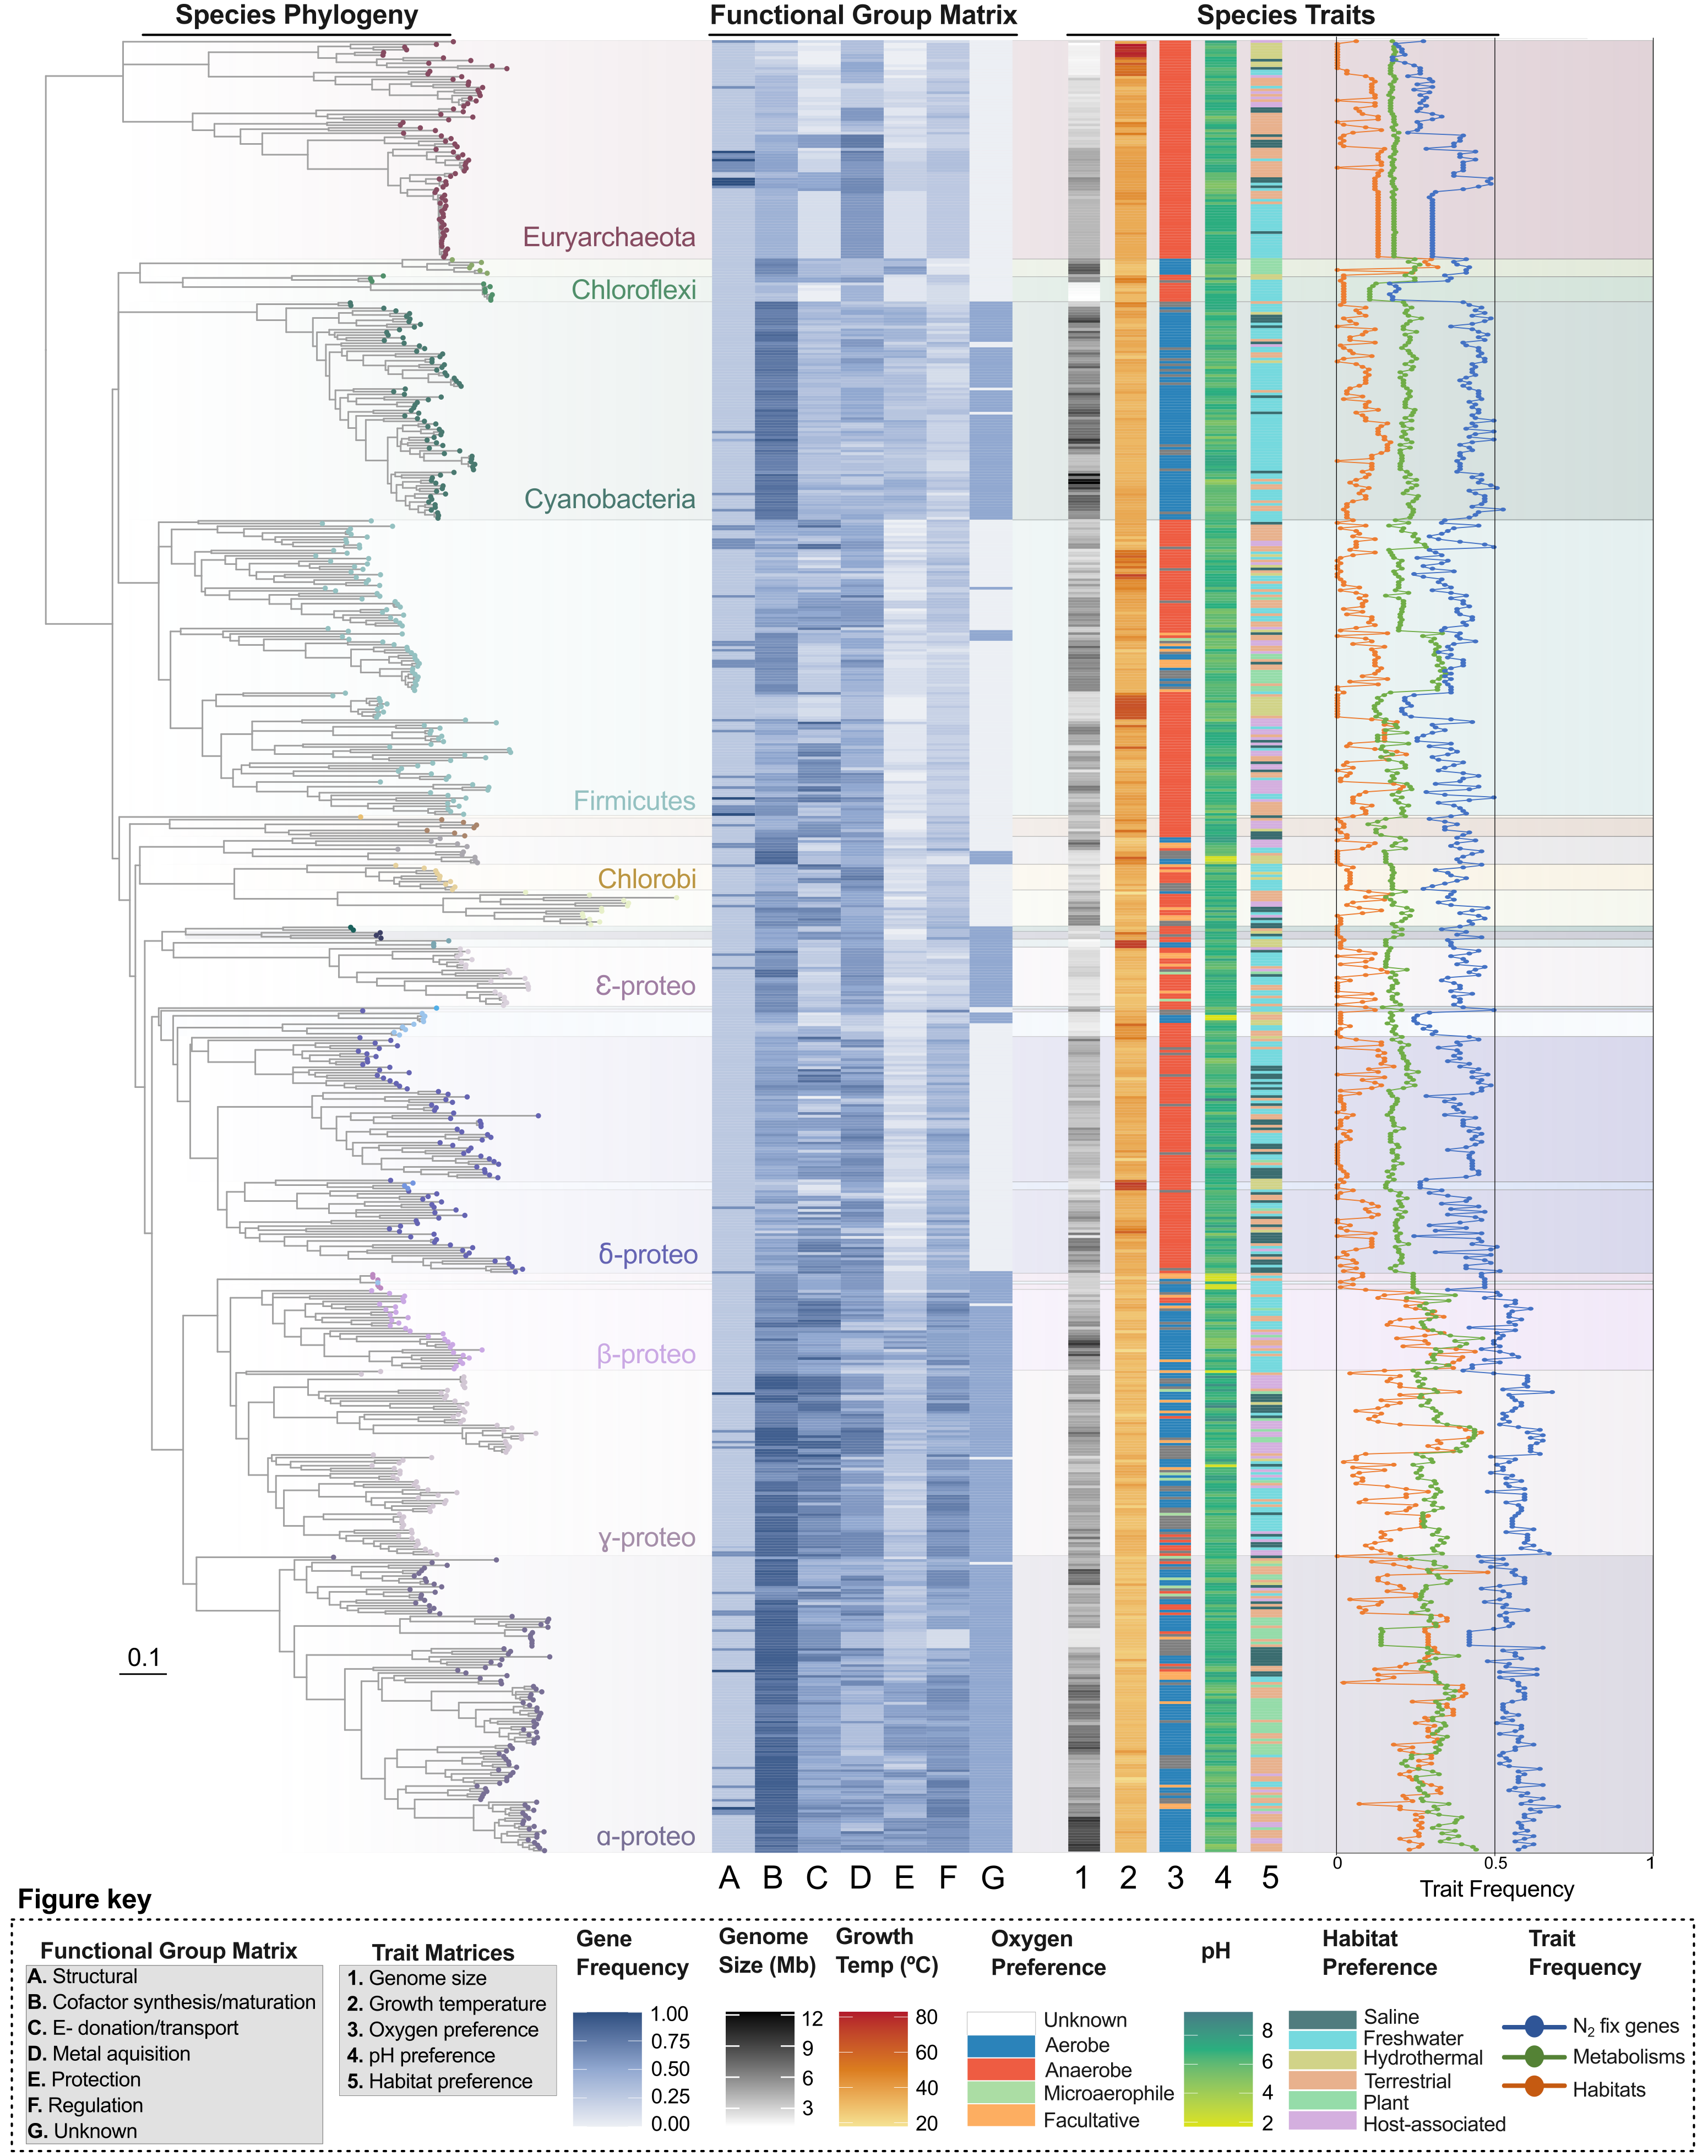 Species Phylogeny
Functional Group Matrix
Species Traits
Euryarchaeota
Chloroflexi
Cyanobacteria
Firmicutes
Chlorobi
Ɛ-proteo
δ-proteo
β-proteo
γ-proteo
α-proteo
0.1
A B C D E F G
1 2 3 4 5
0 0.5 1
Trait Frequency
Figure key
Functional Group Matrix
A. Structural
B. Cofactor synthesis/maturation
C. E- donation/transport
D. Metal aquisition
E. Protection
F. Regulation
G. Unknown
Trait Matrices
1. Genome size
2. Growth temperature
3. Oxygen preference
4. pH preference
5. Habitat preference
Gene
Frequency
1.00
0.75
0.50
0.25
0.00
Genome
Size (Mb)
12
9
6
3
Growth
Temp (ºC)
80
60
40
20
Oxygen
Preference
Unknown
Aerobe
Anaerobe
Microaerophile
Facultative
pH
8
6
4
2
Habitat
Preference
Saline
Freshwater
Hydrothermal
Terrestrial
Plant
Host-associated
Trait
Frequency
N₂ fix genes
Metabolisms
Habitats